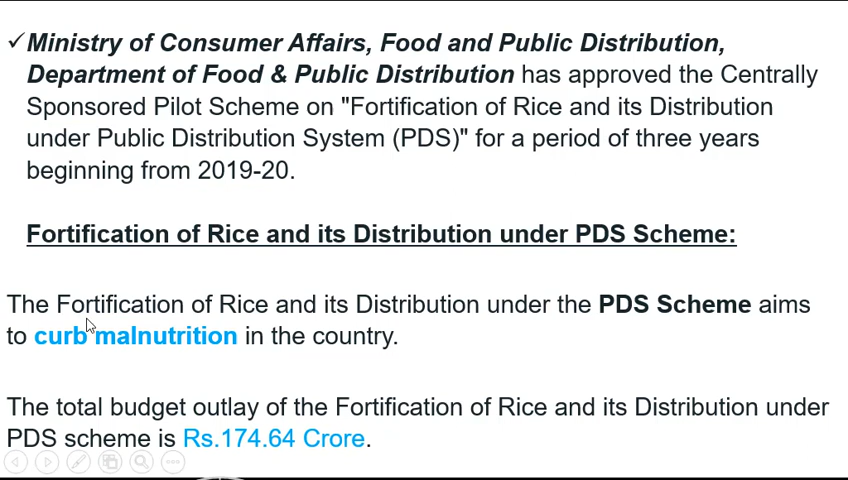 ✓Ministry of Consumer Affairs, Food and Public Distribution,
Department of Food & Public Distribution has approved the Centrally
Sponsored Pilot Scheme on "Fortification of Rice and its Distribution
under Public Distribution System (PDS)" for a period of three years
beginning from 2019-20.
Fortification of Rice and its Distribution under PDS Scheme:
The Fortification of Rice and its Distribution under the PDS Scheme aims
to curb malnutrition in the country.
The total budget outlay of the Fortification of Rice and its Distribution under
PDS scheme is Rs.174.64 Crore.